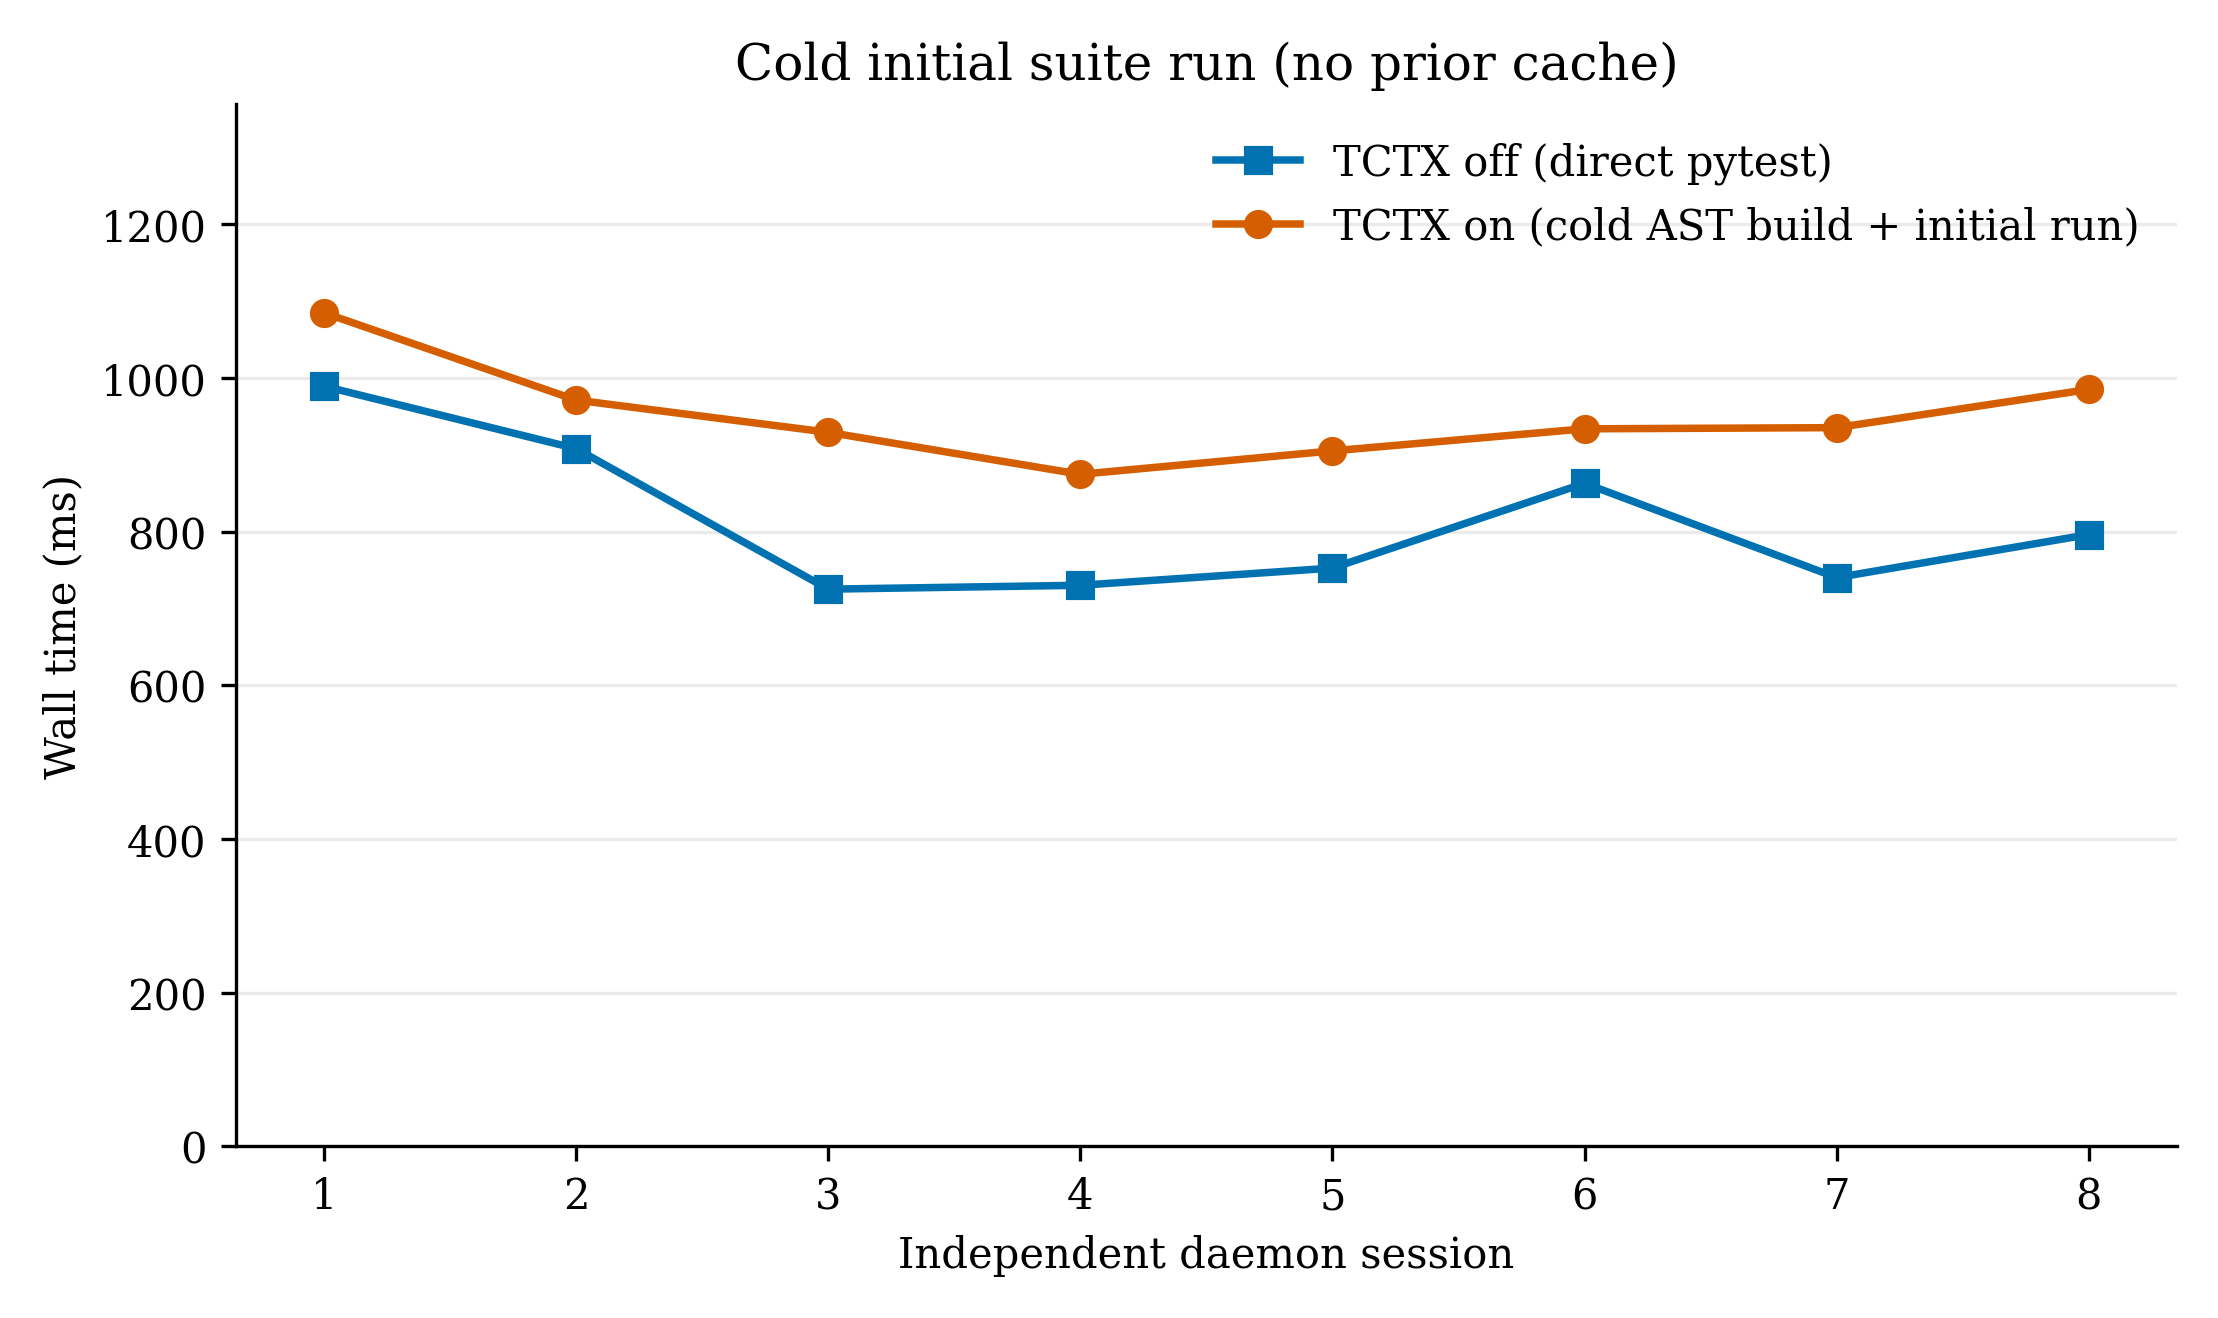 Cold initial suite run (no prior cache)
TCTX off (direct pytest)
TCTX on (cold AST build + initial run)
1200
1000
800
600
400
200
0
Wall time (ms)
1 2 3 4 5 6 7 8
Independent daemon session